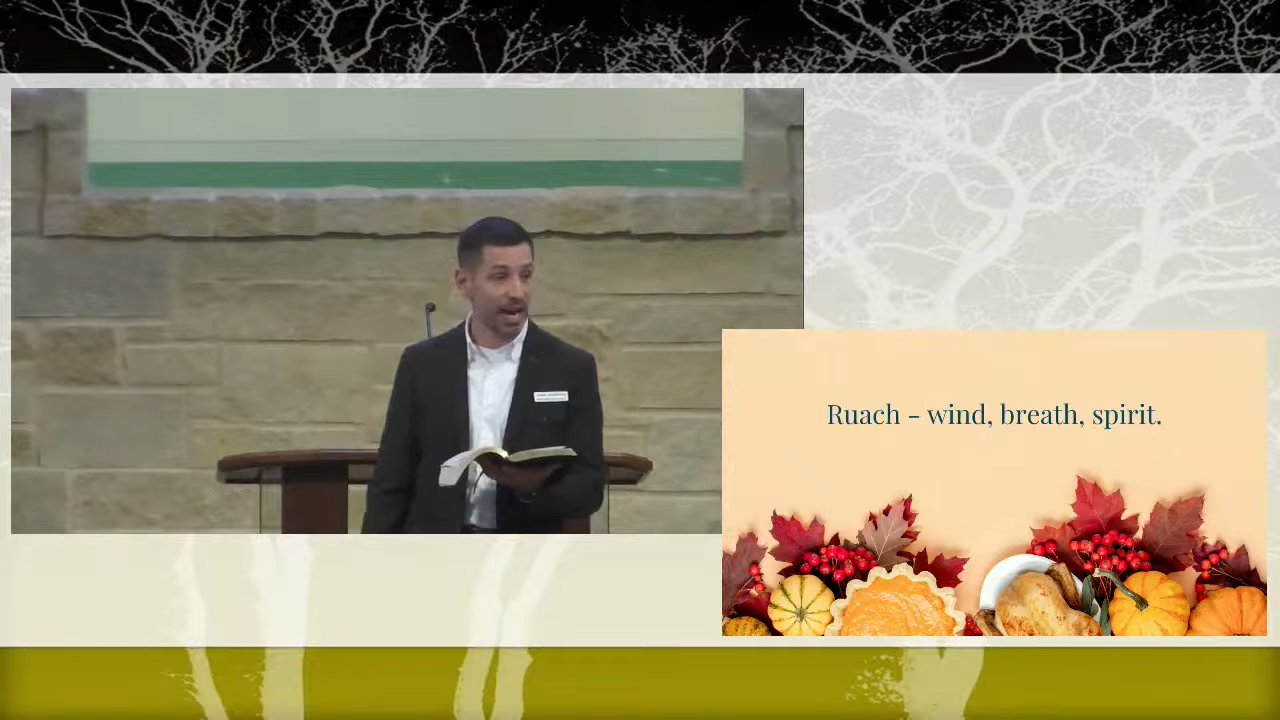 Ruach - wind, breath, spirit.